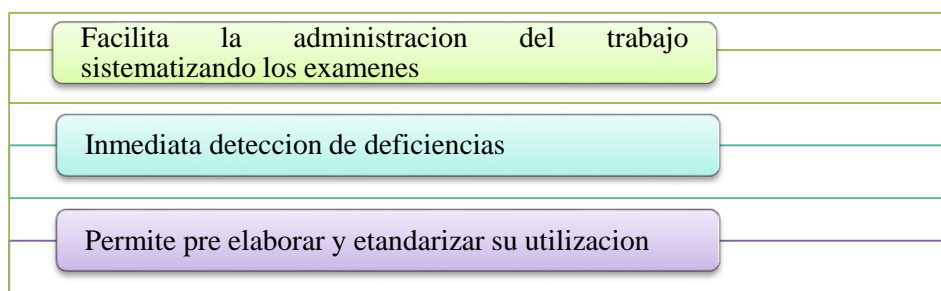 Facilita la administracion del trabajo
sistematizando los examenes
Inmediata deteccion de deficiencias
Permite pre elaborar y etandarizar su utilizacion